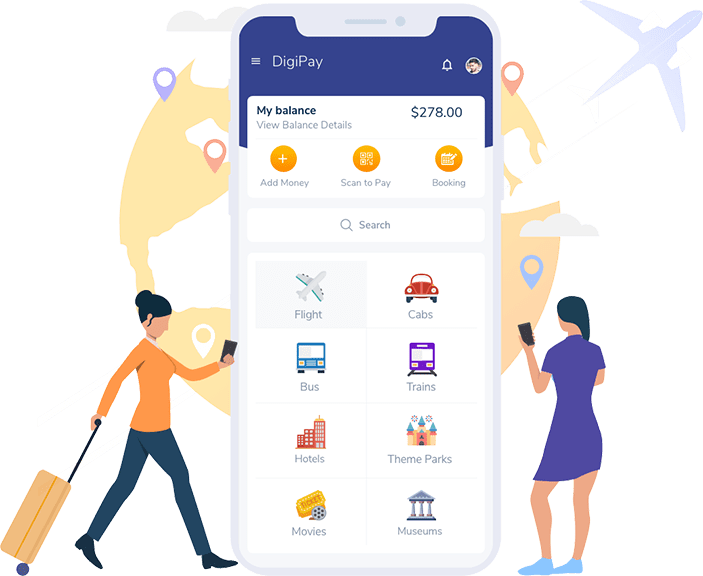 DigiPay
My balance
$278.00
View Balance Details
Add Money
Scan to Pay
Booking
Search
Flight
Cabs
Bus
Trains
Hotels
Theme Parks
TICKET
Movies
Museums